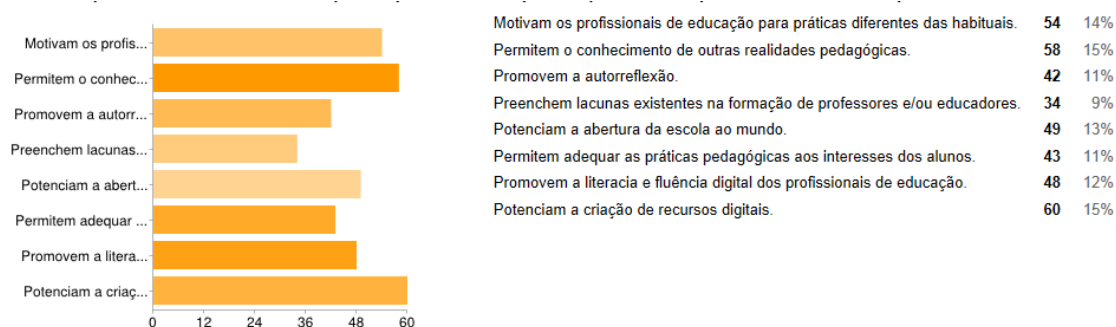 Motivam os profis...
Permitem o conhec...
Promovem a autorr...
Preenchem lacunas...
Potenciam a abert...
Permitem adequar ...
Promovem a litera...
Potenciam a criaç...
0 12 24 36 48 60
Motivam os profissionais de educação para práticas diferentes das habituais. 54 14%
Permitem o conhecimento de outras realidades pedagógicas. 58 15%
Promovem a autorreflexão. 42 11%
Preenchem lacunas existentes na formação de professores e/ou educadores. 34 9%
Potenciam a abertura da escola ao mundo. 49 13%
Permitem adequar as práticas pedagógicas aos interesses dos alunos. 43 11%
Promovem a literacia e fluência digital dos profissionais de educação. 48 12%
Potenciam a criação de recursos digitais. 60 15%